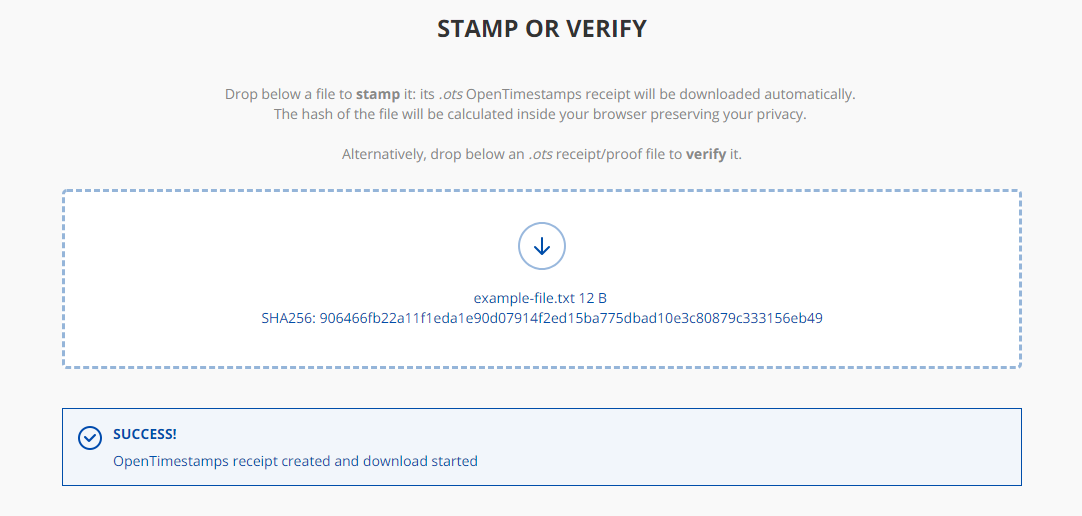 STAMP OR VERIFY
Drop below a file to stamp it: its .ots OpenTimestamps receipt will be downloaded automatically.
The hash of the file will be calculated inside your browser preserving your privacy.
Alternatively, drop below an .ots receipt/proof file to verify it.
example-file.txt 12 B
SHA256: 906466fb22a11f1eda1e90d07914f2ed15ba775dbad10e3c80879c333156eb49
SUCCESS!
OpenTimestamps receipt created and download started